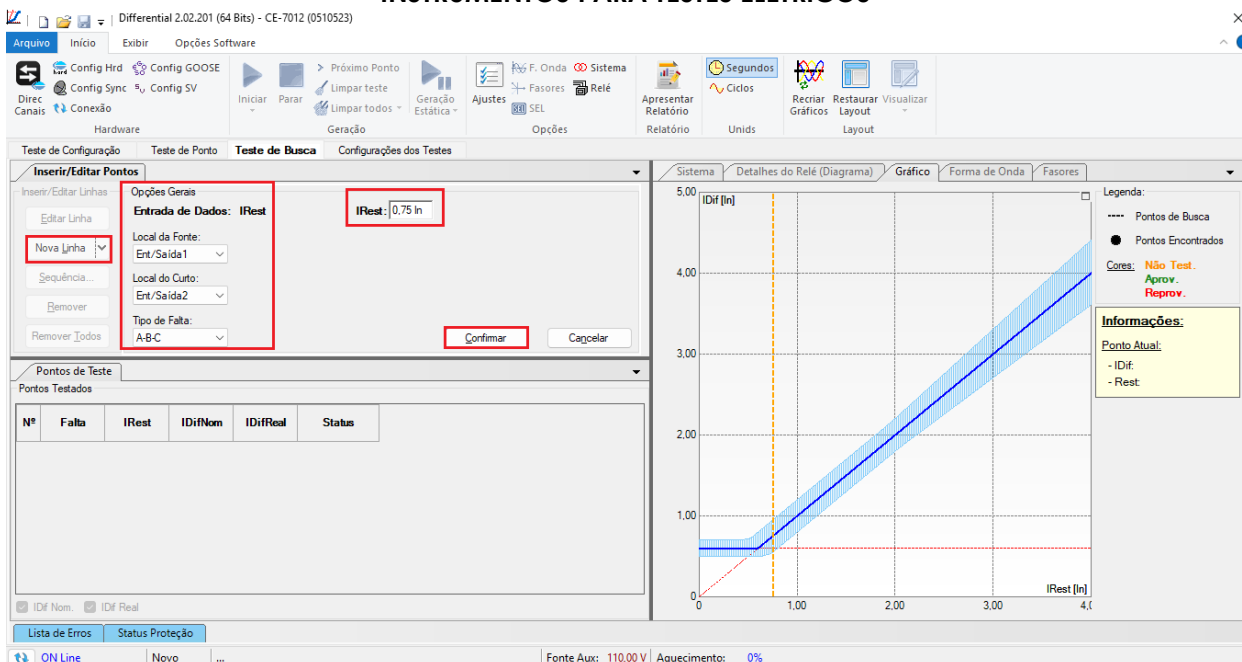 INSTRUMENTOS PARA TESTES ELÉTRICOS
Differential 2.02.201 (64 Bits) - CE-7012 (0510523)
Arquivo Início Exibir Opções Software
Direc Canais
Config Hrd
Config Sync
Conexão
Config GOOSE
Config SV
Hardware
Iniciar
Parar
Próximo Ponto
Limpar teste
Limpar todos
Geração Estática
Geração
Ajustes
F. Onda
Fasores
SEL
Sistema
Relé
Opções
Apresentar Relatório
Relatório
Segundos
Ciclos
Unids
Recriar Gráficos
Restaurar Layout
Visualizar
Layout
Teste de Configuração Teste de Ponto Teste de Busca Configurações dos Testes
Inserir/Editar Pontos
Inserir/Editar Linhas
Editar Linha
Nova Linha
Sequência...
Remover
Remover Todos
Opções Gerais
Entrada de Dados: IRest
Local da Fonte:
Ent/Saída1
Local do Curto:
Ent/Saída2
Tipo de Falta:
A-B-C
IRest: 0,75 In
Confirmar Cancelar
Pontos de Teste
Pontos Testados
Nº Falta IRest IDifNom IDifReal Status
IDif Nom. IDif Real
Sistema Detalhes do Relé (Diagrama) Gráfico Forma de Onda Fasores
IDif [In]
5,00
4,00
3,00
2,00
1,00
0
0 1,00 2,00 3,00 4,(
IRest [In]
Legenda:
Pontos de Busca
Pontos Encontrados
Cores: Não Test.
Aprov.
Reprov.
Informações:
Ponto Atual:
- IDif:
- Rest:
Lista de Erros Status Proteção
ON Line Novo ... Fonte Aux: 110.00 V Aquecimento: 0%